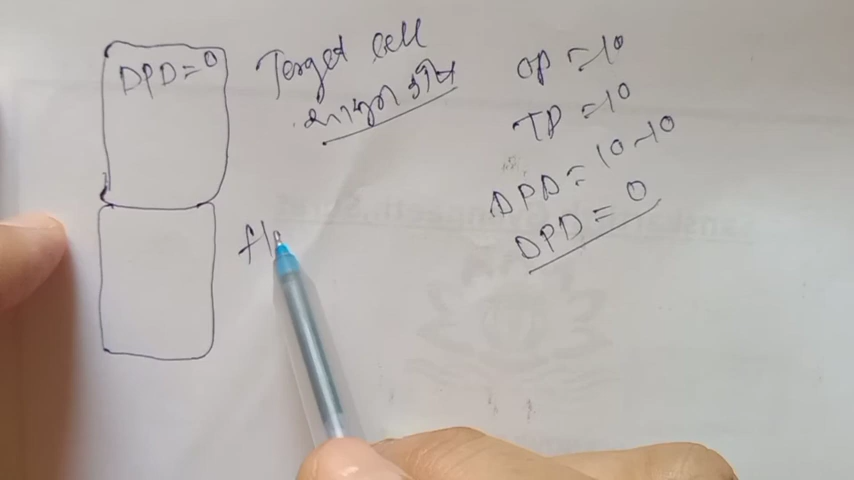 DPD=0
Target cell
OP = 10
TP = 10
DPD = 10-10
DPD = 0